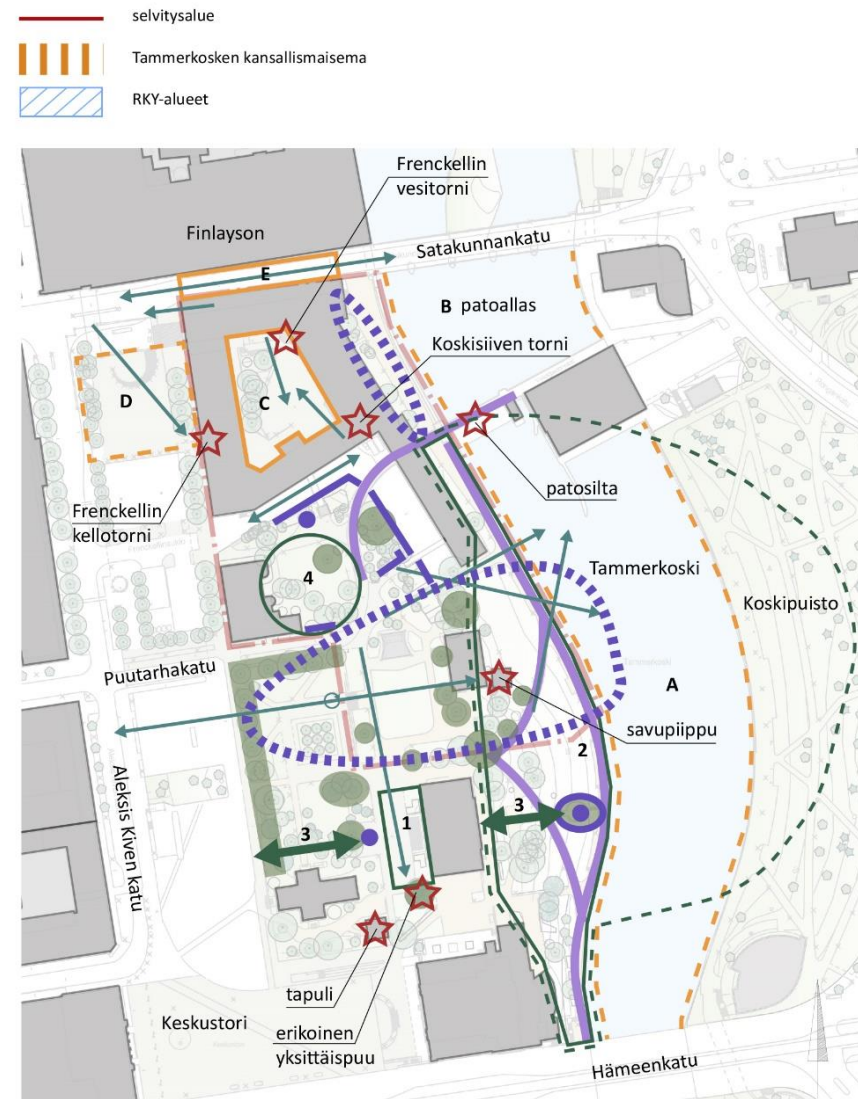 selvitysalue
Tammerkosken kansallismaisema
RKY-alueet
Frenckellin
vesitorni
Finlayson
Satakunnankatu
E
B patoallas
Koskisiiven torni
D
C
patosilta
Frenckellin
kellotorni
Tammerkoski
4
Koskipuisto
Puutarhakatu
A
savupiippu
2
Aleksis Kiven katu
3
1
3
tapuli
Keskustori
erikoinen
yksittäispuu
Hämeenkatu